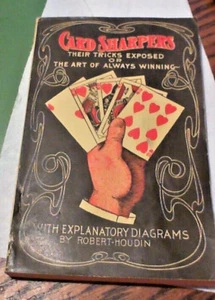 CARD SHARPERS
THEIR TRICKS EXPOSED
OR
THE ART OF ALWAYS WINNING
WITH EXPLANATORY DIAGRAMS
BY ROBERT-HOUDIN